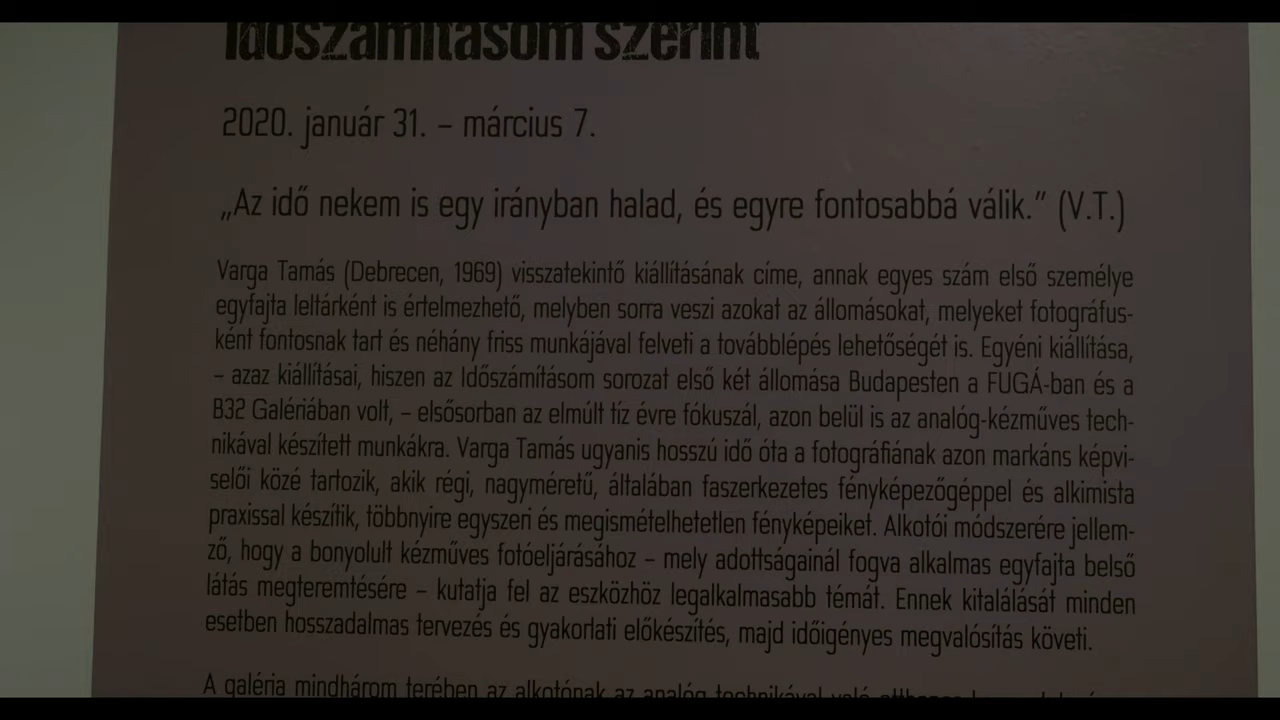 Időszámításom szerint
2020. január 31. – március 7.
„Az idő nekem is egy irányban halad, és egyre fontosabbá válik.” (V.T.)
Varga Tamás (Debrecen, 1969) visszatekintő kiállításának címe, annak egyes szám első személye
egyfajta leltárként is értelmezhető, melyben sorra veszi azokat az állomásokat, melyeket fotográfus-
ként fontosnak tart és néhány friss munkájával felveti a továbblépés lehetőségét is. Egyéni kiállítása,
– azaz kiállításai, hiszen az Időszámításom sorozat első két állomása Budapesten a FUGÁ-ban és a
B32 Galériában volt, – elsősorban az elmúlt tíz évre fókuszál, azon belül is az analóg-kézműves tech-
nikával készített munkákra. Varga Tamás ugyanis hosszú idő óta a fotográfiának azon markáns képvi-
selői közé tartozik, akik régi, nagyméretű, általában faszerkezetes fényképezőgéppel és alkimista
praxissal készítik, többnyire egyszeri és megismételhetetlen fényképeiket. Alkotói módszerére jellem-
ző, hogy a bonyolult kézműves fotóeljárásához – mely adottságainál fogva alkalmas egyfajta belső
látás megteremtésére – kutatja fel az eszközhöz legalkalmasabb témát. Ennek kitalálását minden
esetben hosszadalmas tervezés és gyakorlati előkészítés, majd időigényes megvalósítás követi.
A galéria mindhárom terében az alkotónak az analóg technikával való